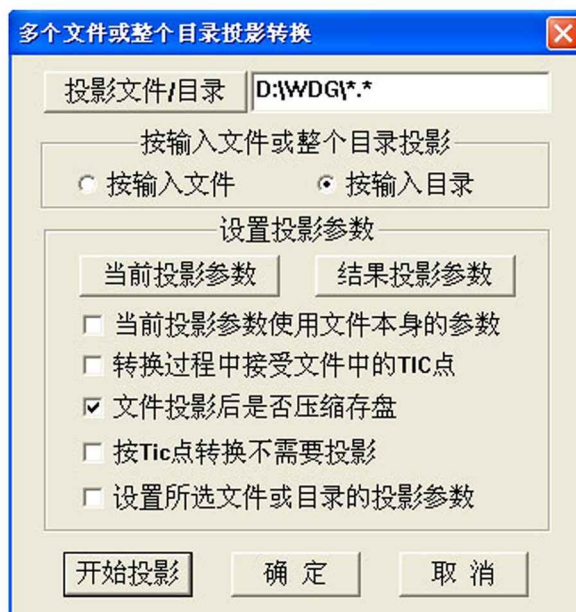 多个文件或整个目录投影转换
投影文件/目录 D:\WDG\*.*
按输入文件或整个目录投影
按输入文件 按输入目录
设置投影参数
当前投影参数 结果投影参数
当前投影参数使用文件本身的参数
转换过程中接受文件中的TIC点
文件投影后是否压缩存盘
按Tic点转换不需要投影
设置所选文件或目录的投影参数
开始投影 确 定 取 消